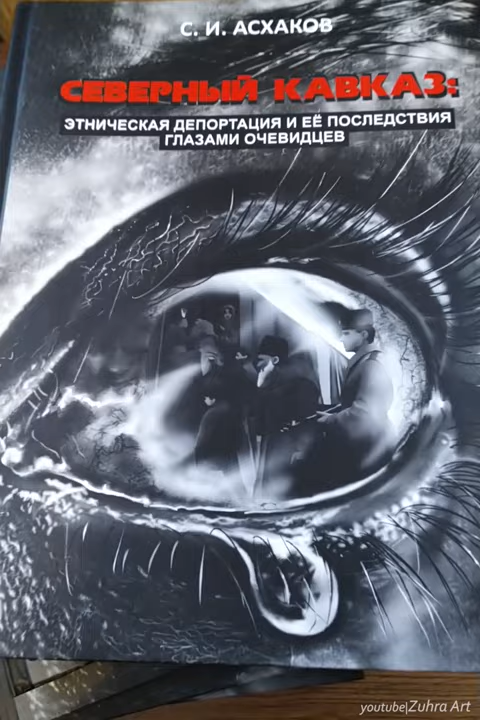 С. И. АСХАКОВ
СЕВЕРНЫЙ КАВКАЗ:
ЭТНИЧЕСКАЯ ДЕПОРТАЦИЯ И ЕЁ ПОСЛЕДСТВИЯ
ГЛАЗАМИ ОЧЕВИДЦЕВ
youtube|Zuhra Art